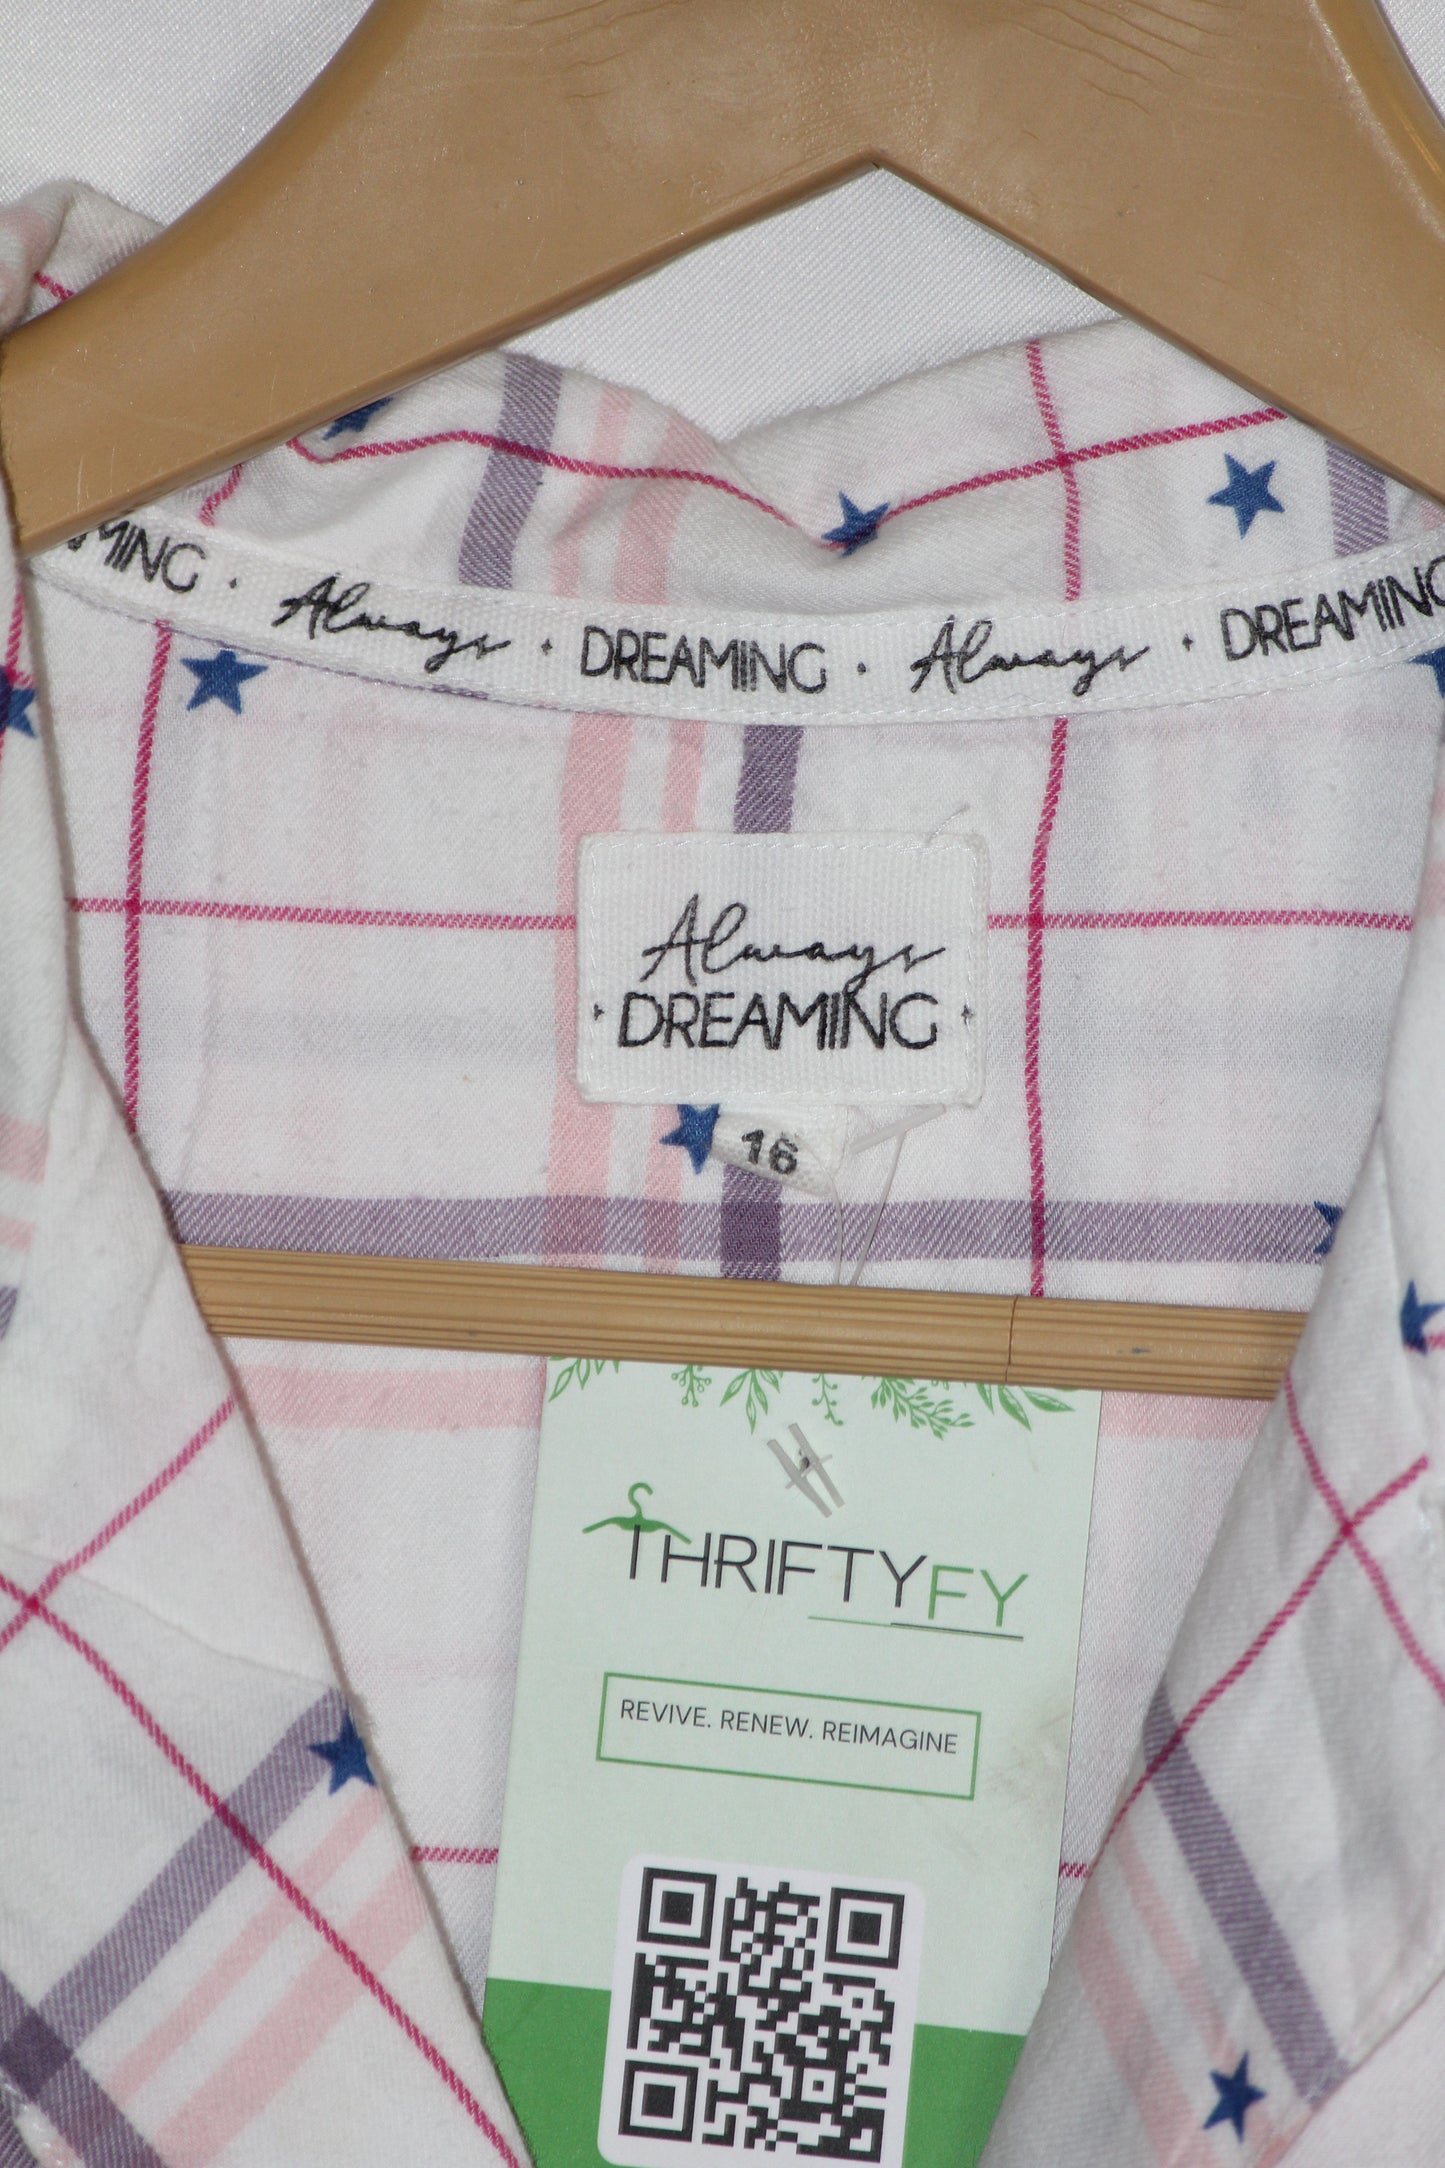 MING · Always · DREAMING · Always · DREAMING
Always
· DREAMING ·
16
THRIFTYFY
REVIVE. RENEW. REIMAGINE